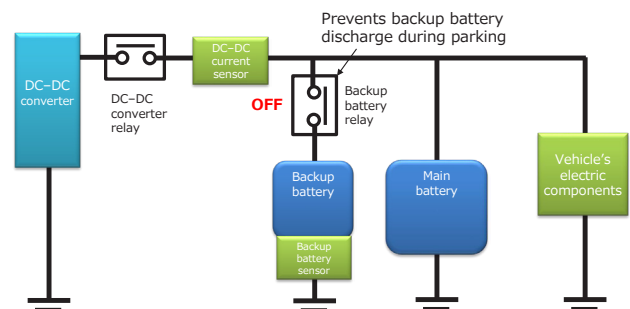 Prevents backup battery
discharge during parking
DC–DC
converter
DC–DC
converter
relay
DC–DC
current
sensor
OFF
Backup
battery
relay
Backup
battery
Backup
battery
sensor
Main
battery
Vehicle's
electric
components